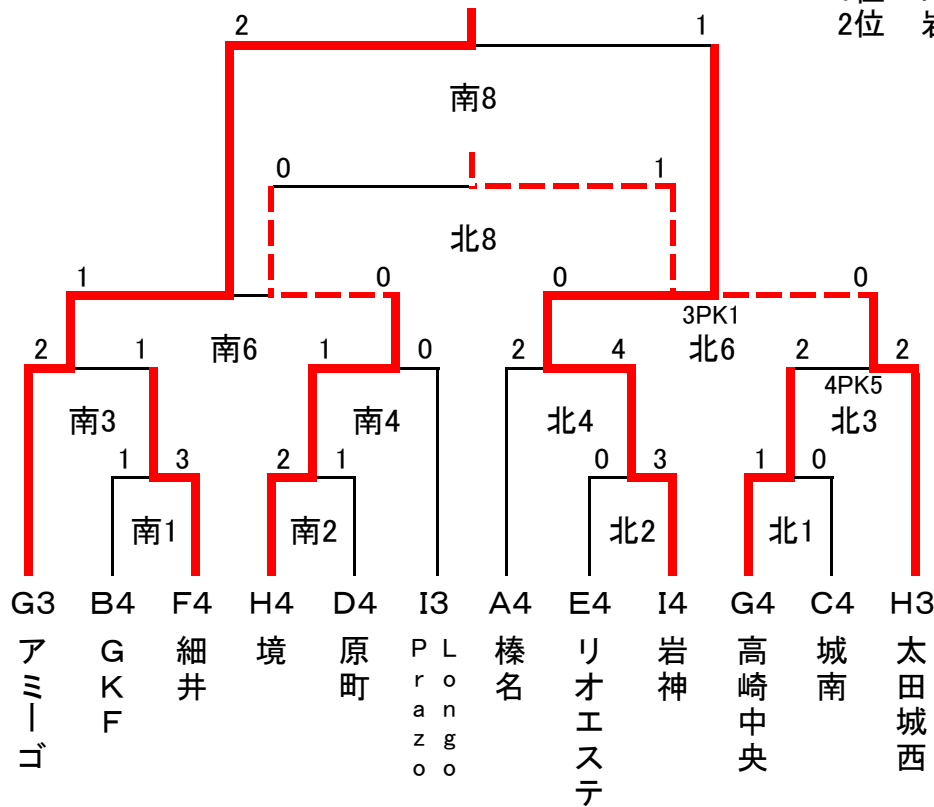 2 1
2位
南8
0 1
北8
1 0 0 0
3PK1
2 1 南6 1 0 2 4 北6 2 2
4PK5
南3 南4 北4 北3
1 3 2 1 0 3 1 0
南1 南2 北2 北1
G3 B4 F4 H4 D4 I3 A4 E4 I4 G4 C4 H3
アミーゴ
GKF
細井
境
原町
Longo
Prazo
榛名
リオエステ
岩神
高崎中央
城南
太田城西